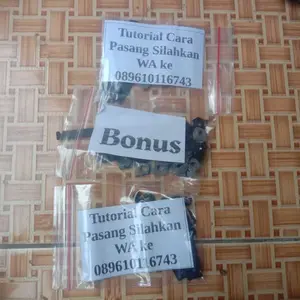 Tutorial Cara
Pasang Silahkan
WA ke
089610116743
Bonus
Tutorial Cara
Pasang Silahkan
WA ke
089610116743